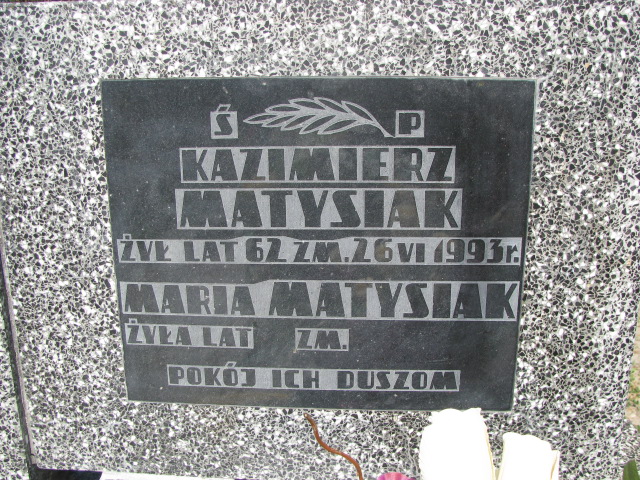 Ś P
KAZIMIERZ
MATYSIAK
ŻYŁ LAT 62 ZM. 26 VI 1993 r.
MARIA MATYSIAK
ŻYŁA LAT ZM.
POKÓJ ICH DUSZOM